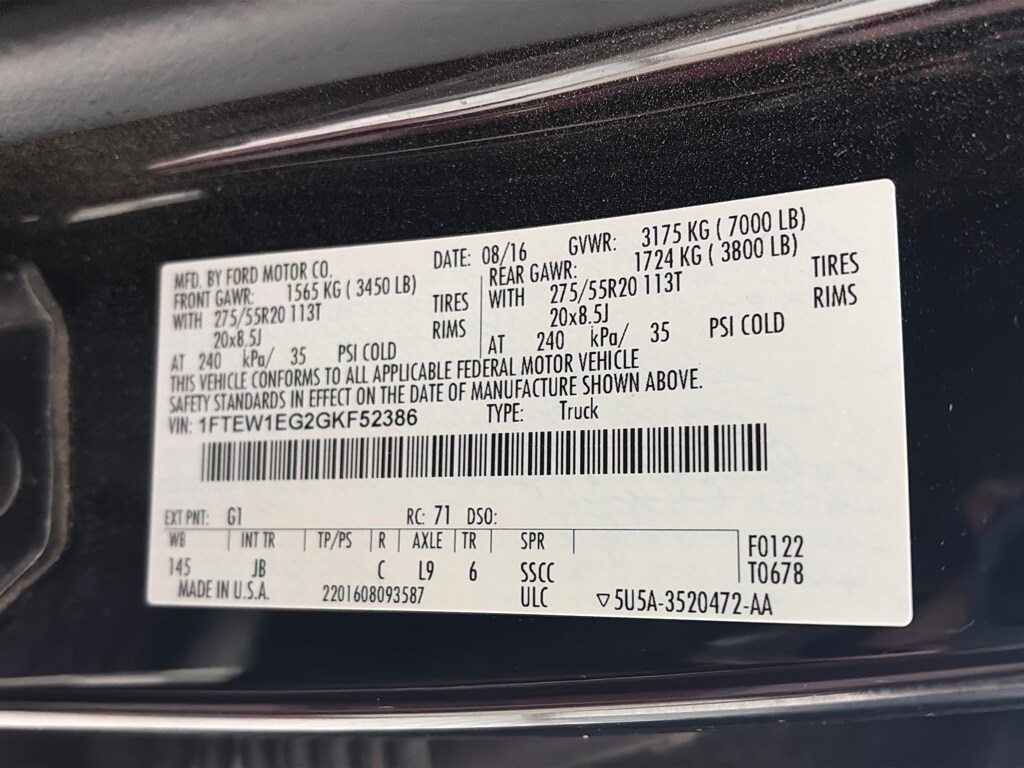 MFD. BY FORD MOTOR CO. DATE: 08/16 GVWR: 3175 KG ( 7000 LB)
FRONT GAWR: 1565 KG ( 3450 LB) REAR GAWR: 1724 KG ( 3800 LB)
WITH 275/55R20 113T TIRES WITH 275/55R20 113T TIRES
20x8.5J RIMS 20x8.5J RIMS
AT 240 kPa/ 35 PSI COLD AT 240 kPa/ 35 PSI COLD
THIS VEHICLE CONFORMS TO ALL APPLICABLE FEDERAL MOTOR VEHICLE
SAFETY STANDARDS IN EFFECT ON THE DATE OF MANUFACTURE SHOWN ABOVE.
VIN: 1FTEW1EG2GKF52386 TYPE: Truck
EXT PNT: G1 RC: 71 DSO:
WB INT TR TP/PS R AXLE TR SPR F0122
145 JB C L9 6 SSCC T0678
MADE IN U.S.A. 2201608093587 ULC ▽5U5A-3520472-AA